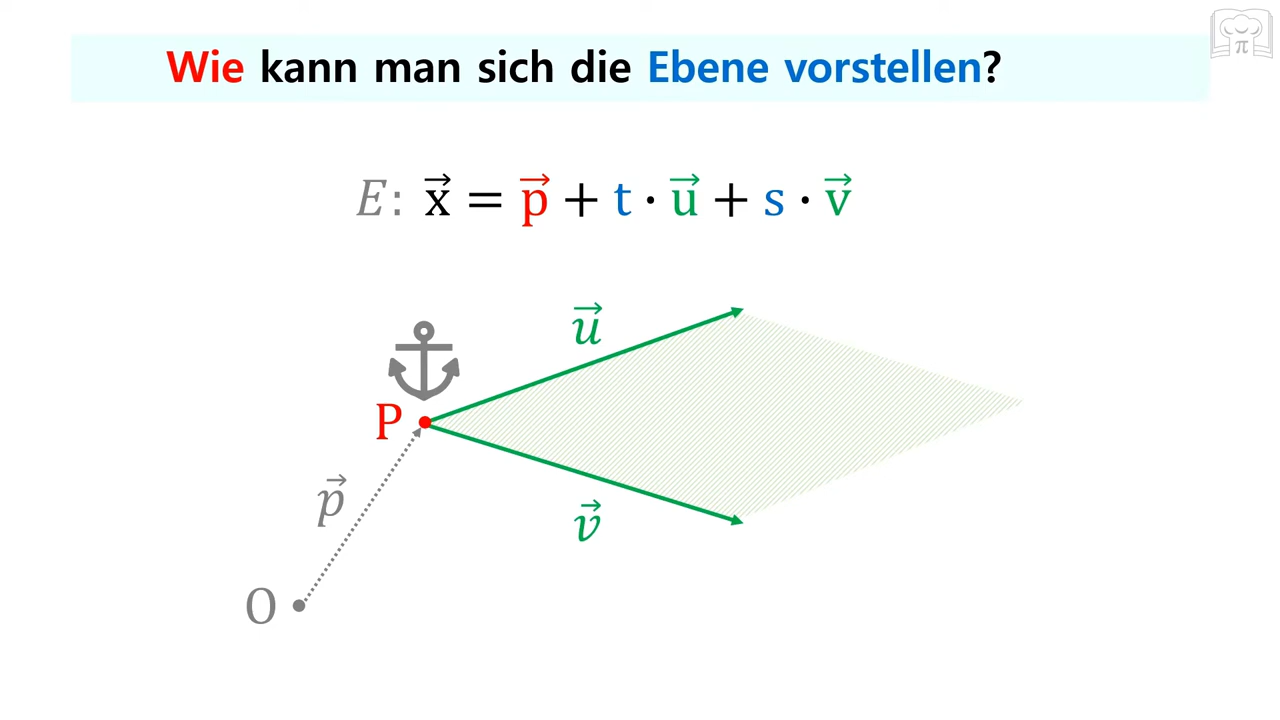 Wie kann man sich die Ebene vorstellen?
E: x⃗ = p⃗ + t · u⃗ + s · v⃗
u⃗
P
p⃗
v⃗
O
π